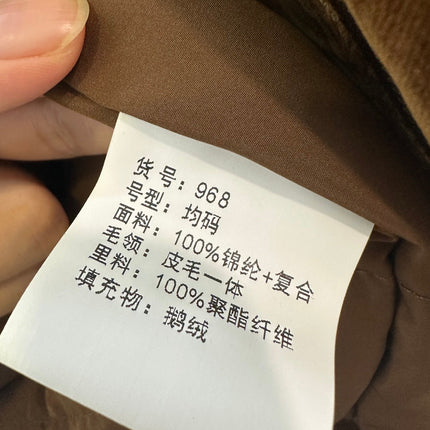 货号：968
号型：均码
面料：100%锦纶+复合
毛领：皮毛一体
里料：100%聚酯纤维
填充物：鹅绒